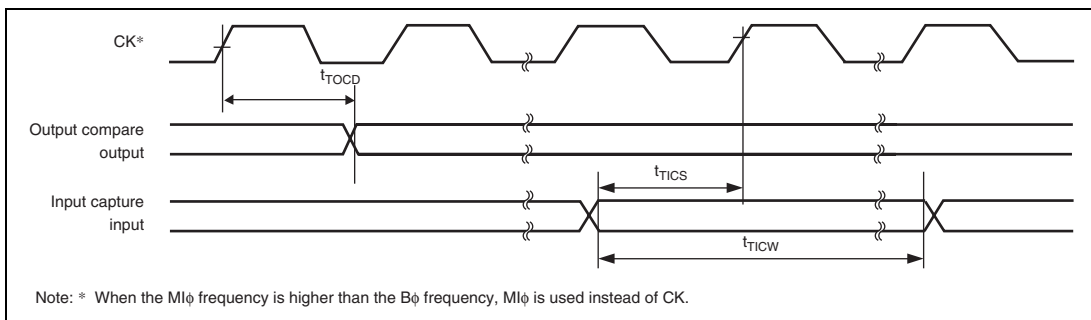 CK*
tTOCD
Output compare
output
tTICS
Input capture
input
tTICW
Note: * When the MIϕ frequency is higher than the Bϕ frequency, MIϕ is used instead of CK.